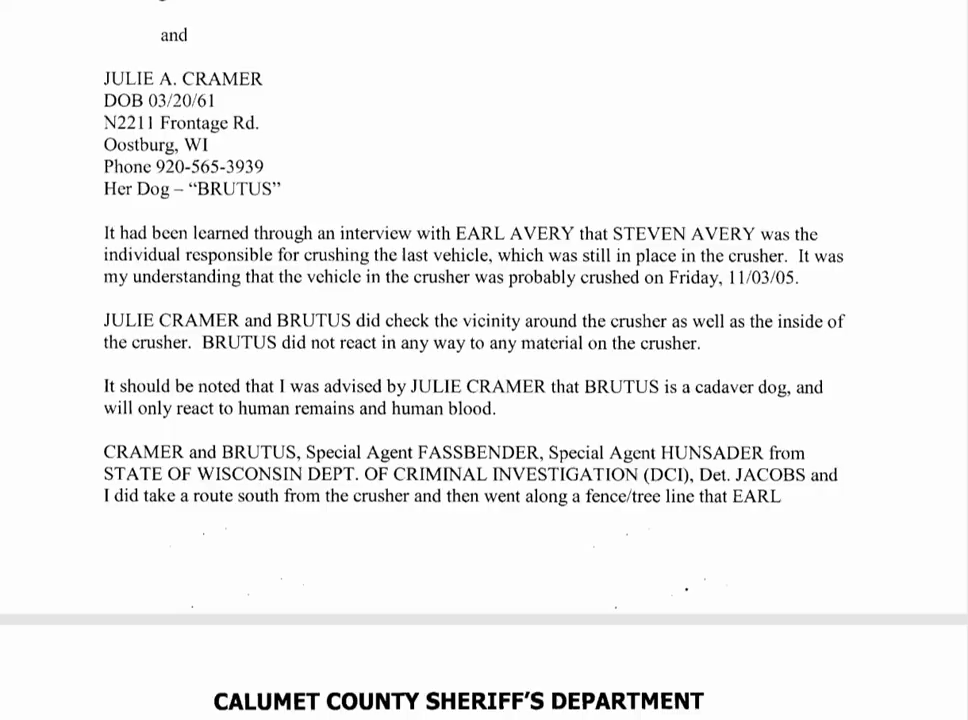 and
JULIE A. CRAMER
DOB 03/20/61
N2211 Frontage Rd.
Oostburg, WI
Phone 920-565-3939
Her Dog – “BRUTUS”
It had been learned through an interview with EARL AVERY that STEVEN AVERY was the
individual responsible for crushing the last vehicle, which was still in place in the crusher.  It was
my understanding that the vehicle in the crusher was probably crushed on Friday, 11/03/05.
JULIE CRAMER and BRUTUS did check the vicinity around the crusher as well as the inside of
the crusher.  BRUTUS did not react in any way to any material on the crusher.
It should be noted that I was advised by JULIE CRAMER that BRUTUS is a cadaver dog, and
will only react to human remains and human blood.
CRAMER and BRUTUS, Special Agent FASSBENDER, Special Agent HUNSADER from
STATE OF WISCONSIN DEPT. OF CRIMINAL INVESTIGATION (DCI), Det. JACOBS and
I did take a route south from the crusher and then went along a fence/tree line that EARL
CALUMET COUNTY SHERIFF'S DEPARTMENT